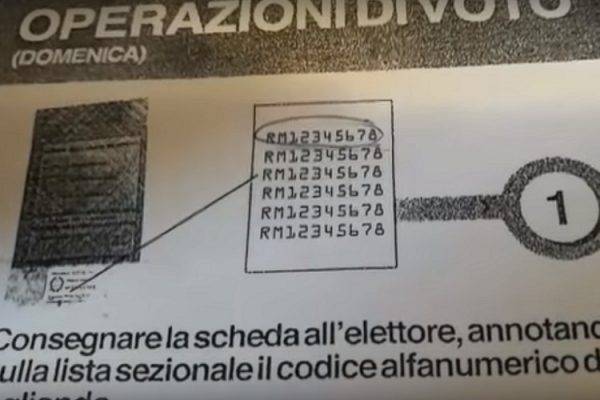 OPERAZIONI DI VOTO
(DOMENICA)
RM12345678
RM12345678
RM12345678
RM12345678
RM12345678
RM12345678
1
Consegnare la scheda all'elettore, annotand
ulla lista sezionale il codice alfanumerico d